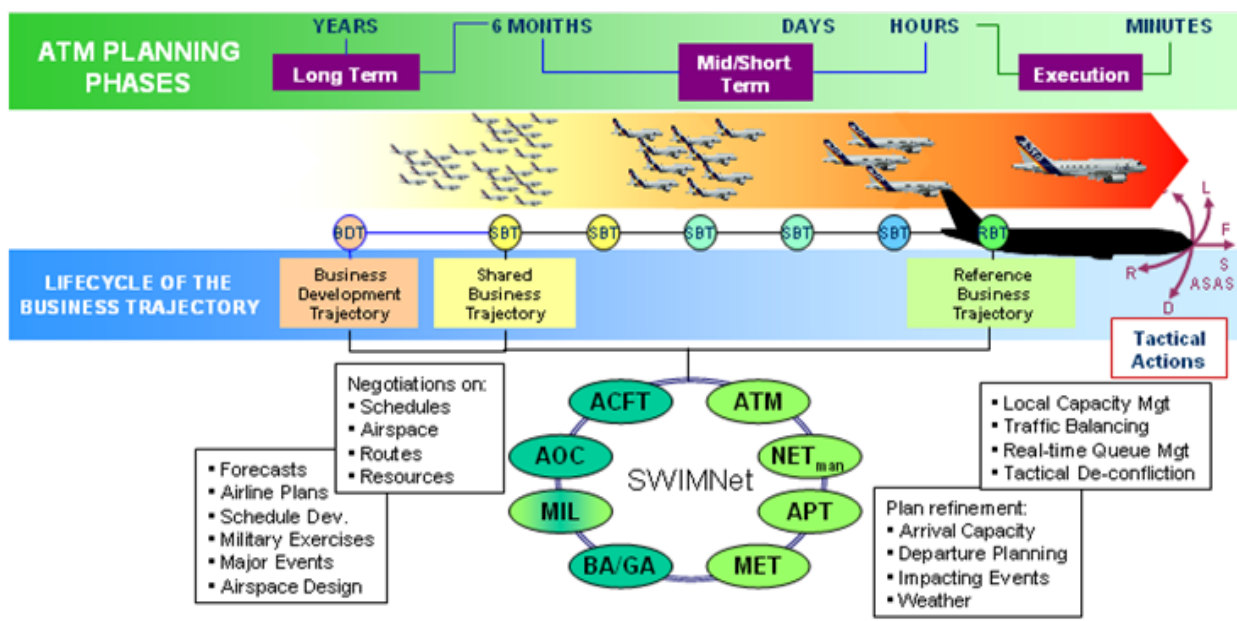 YEARS
6 MONTHS
DAYS
HOURS
MINUTES
ATM PLANNING
PHASES
Long Term
Mid/Short
Term
Execution
BDT
SBT
SBT
SBT
SBT
SBT
RBT
L
F
S
ASAS
R
D
LIFECYCLE OF THE
BUSINESS TRAJECTORY
Business
Development
Trajectory
Shared
Business
Trajectory
Reference
Business
Trajectory
Tactical
Actions
Negotiations on:
▪ Schedules
▪ Airspace
▪ Routes
▪ Resources
▪ Forecasts
▪ Airline Plans
▪ Schedule Dev.
▪ Military Exercises
▪ Major Events
▪ Airspace Design
ACFT
ATM
AOC
NETman
SWIMNet
MIL
APT
BA/GA
MET
▪ Local Capacity Mgt
▪ Traffic Balancing
▪ Real-time Queue Mgt
▪ Tactical De-confliction
Plan refinement:
▪ Arrival Capacity
▪ Departure Planning
▪ Impacting Events
▪ Weather